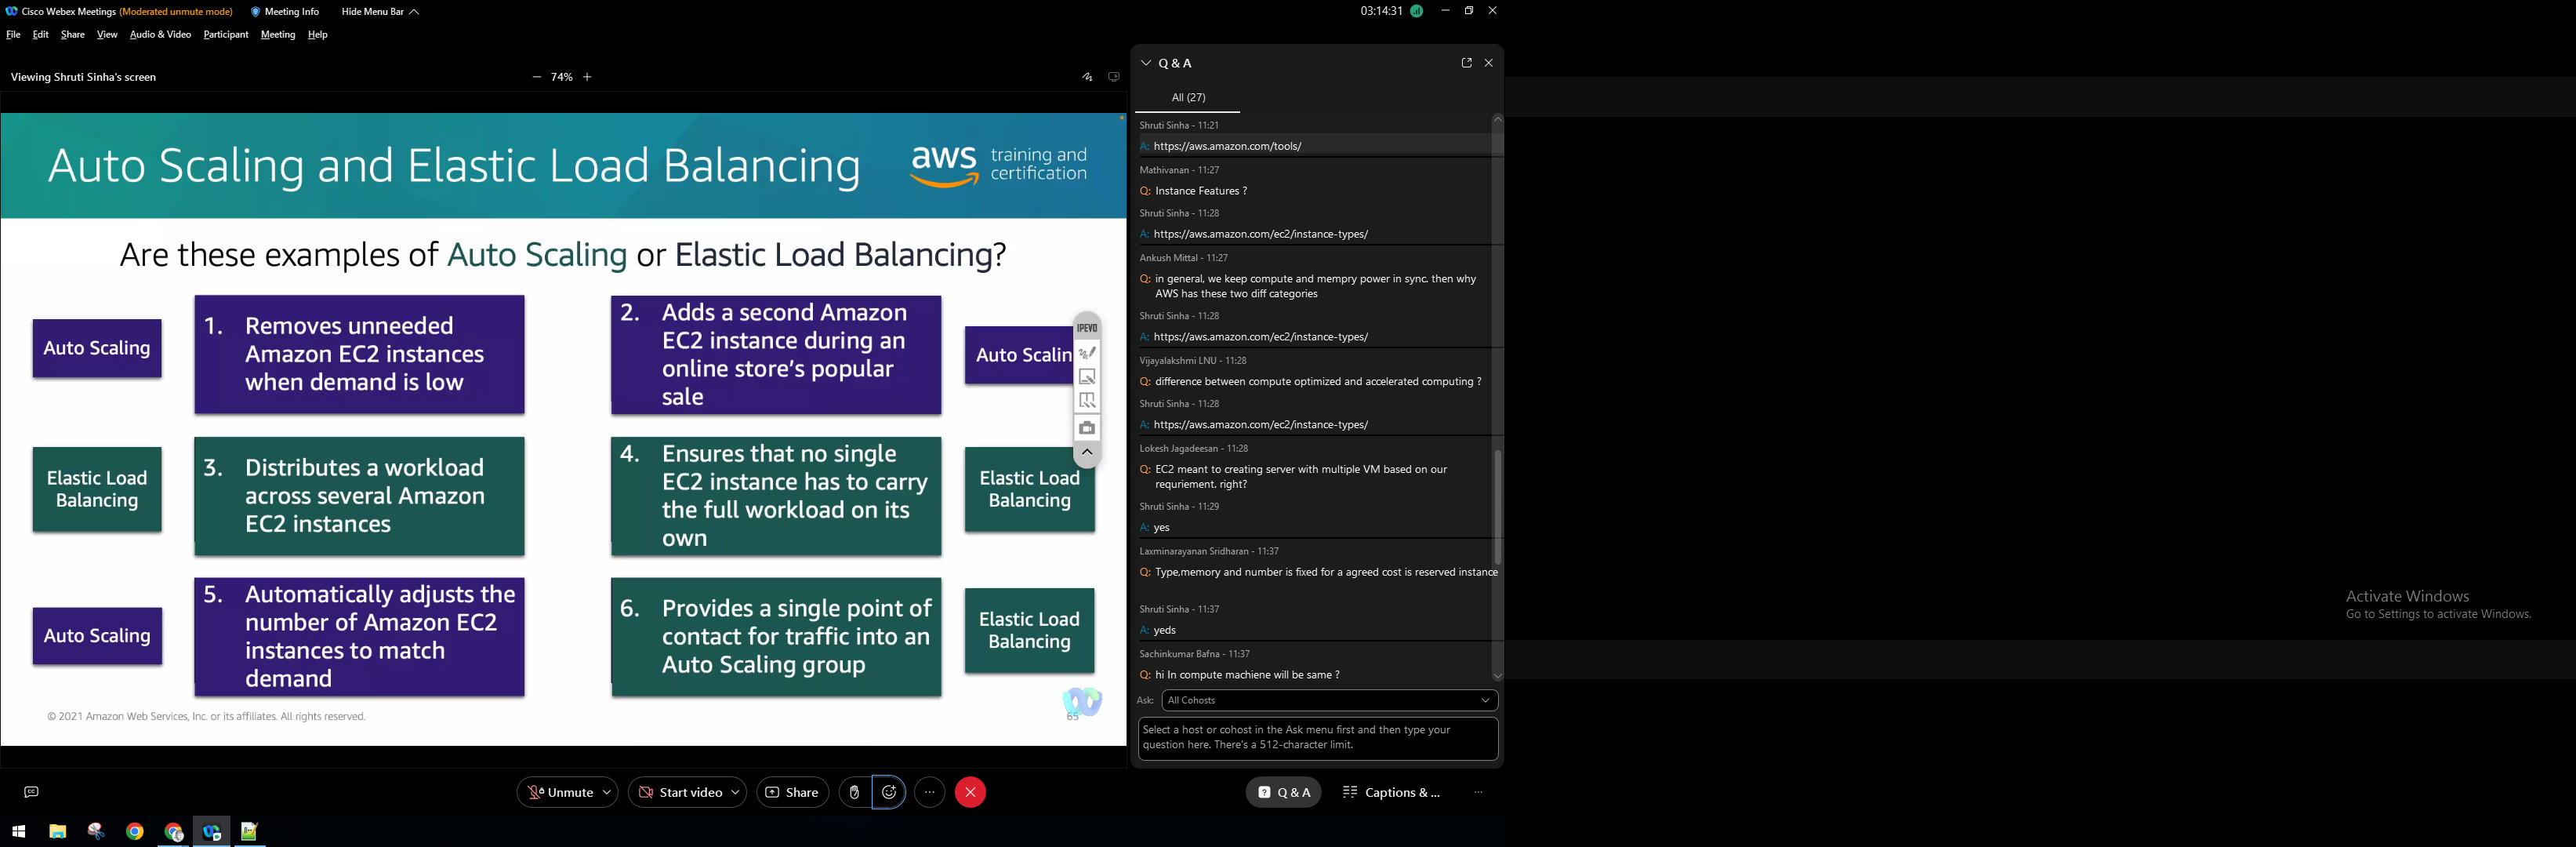 Cisco Webex Meetings (Moderated unmute mode)
Meeting Info
Hide Menu Bar
03:14:31
File Edit Share View Audio & Video Participant Meeting Help
Viewing Shruti Sinha's screen
74%
Auto Scaling and Elastic Load Balancing
aws
training and
certification
Are these examples of Auto Scaling or Elastic Load Balancing?
Auto Scaling
1. Removes unneeded
Amazon EC2 instances
when demand is low
2. Adds a second Amazon
EC2 instance during an
online store's popular
sale
Auto Scalin
IPEVO
Elastic Load
Balancing
3. Distributes a workload
across several Amazon
EC2 instances
4. Ensures that no single
EC2 instance has to carry
the full workload on its
own
Elastic Load
Balancing
Auto Scaling
5. Automatically adjusts the
number of Amazon EC2
instances to match
demand
6. Provides a single point of
contact for traffic into an
Auto Scaling group
Elastic Load
Balancing
© 2021 Amazon Web Services, Inc. or its affiliates. All rights reserved.
65
Q & A
All (27)
Shruti Sinha - 11:21
A: https://aws.amazon.com/tools/
Mathivanan - 11:27
Q: Instance Features ?
Shruti Sinha - 11:28
A: https://aws.amazon.com/ec2/instance-types/
Ankush Mittal - 11:27
Q: in general, we keep compute and mempry power in sync. then why
AWS has these two diff categories
Shruti Sinha - 11:28
A: https://aws.amazon.com/ec2/instance-types/
Vijayalakshmi LNU - 11:28
Q: difference between compute optimized and accelerated computing ?
Shruti Sinha - 11:28
A: https://aws.amazon.com/ec2/instance-types/
Lokesh Jagadeesan - 11:28
Q: EC2 meant to creating server with multiple VM based on our
requriement. right?
Shruti Sinha - 11:29
A: yes
Laxminarayanan Sridharan - 11:37
Q: Type,memory and number is fixed for a agreed cost is reserved instance
Shruti Sinha - 11:37
A: yeds
Sachinkumar Bafna - 11:37
Q: hi In compute machiene will be same ?
Ask: All Cohosts
Select a host or cohost in the Ask menu first and then type your
question here. There's a 512-character limit.
Unmute
Start video
Share
Q & A
Captions & ...
Activate Windows
Go to Settings to activate Windows.